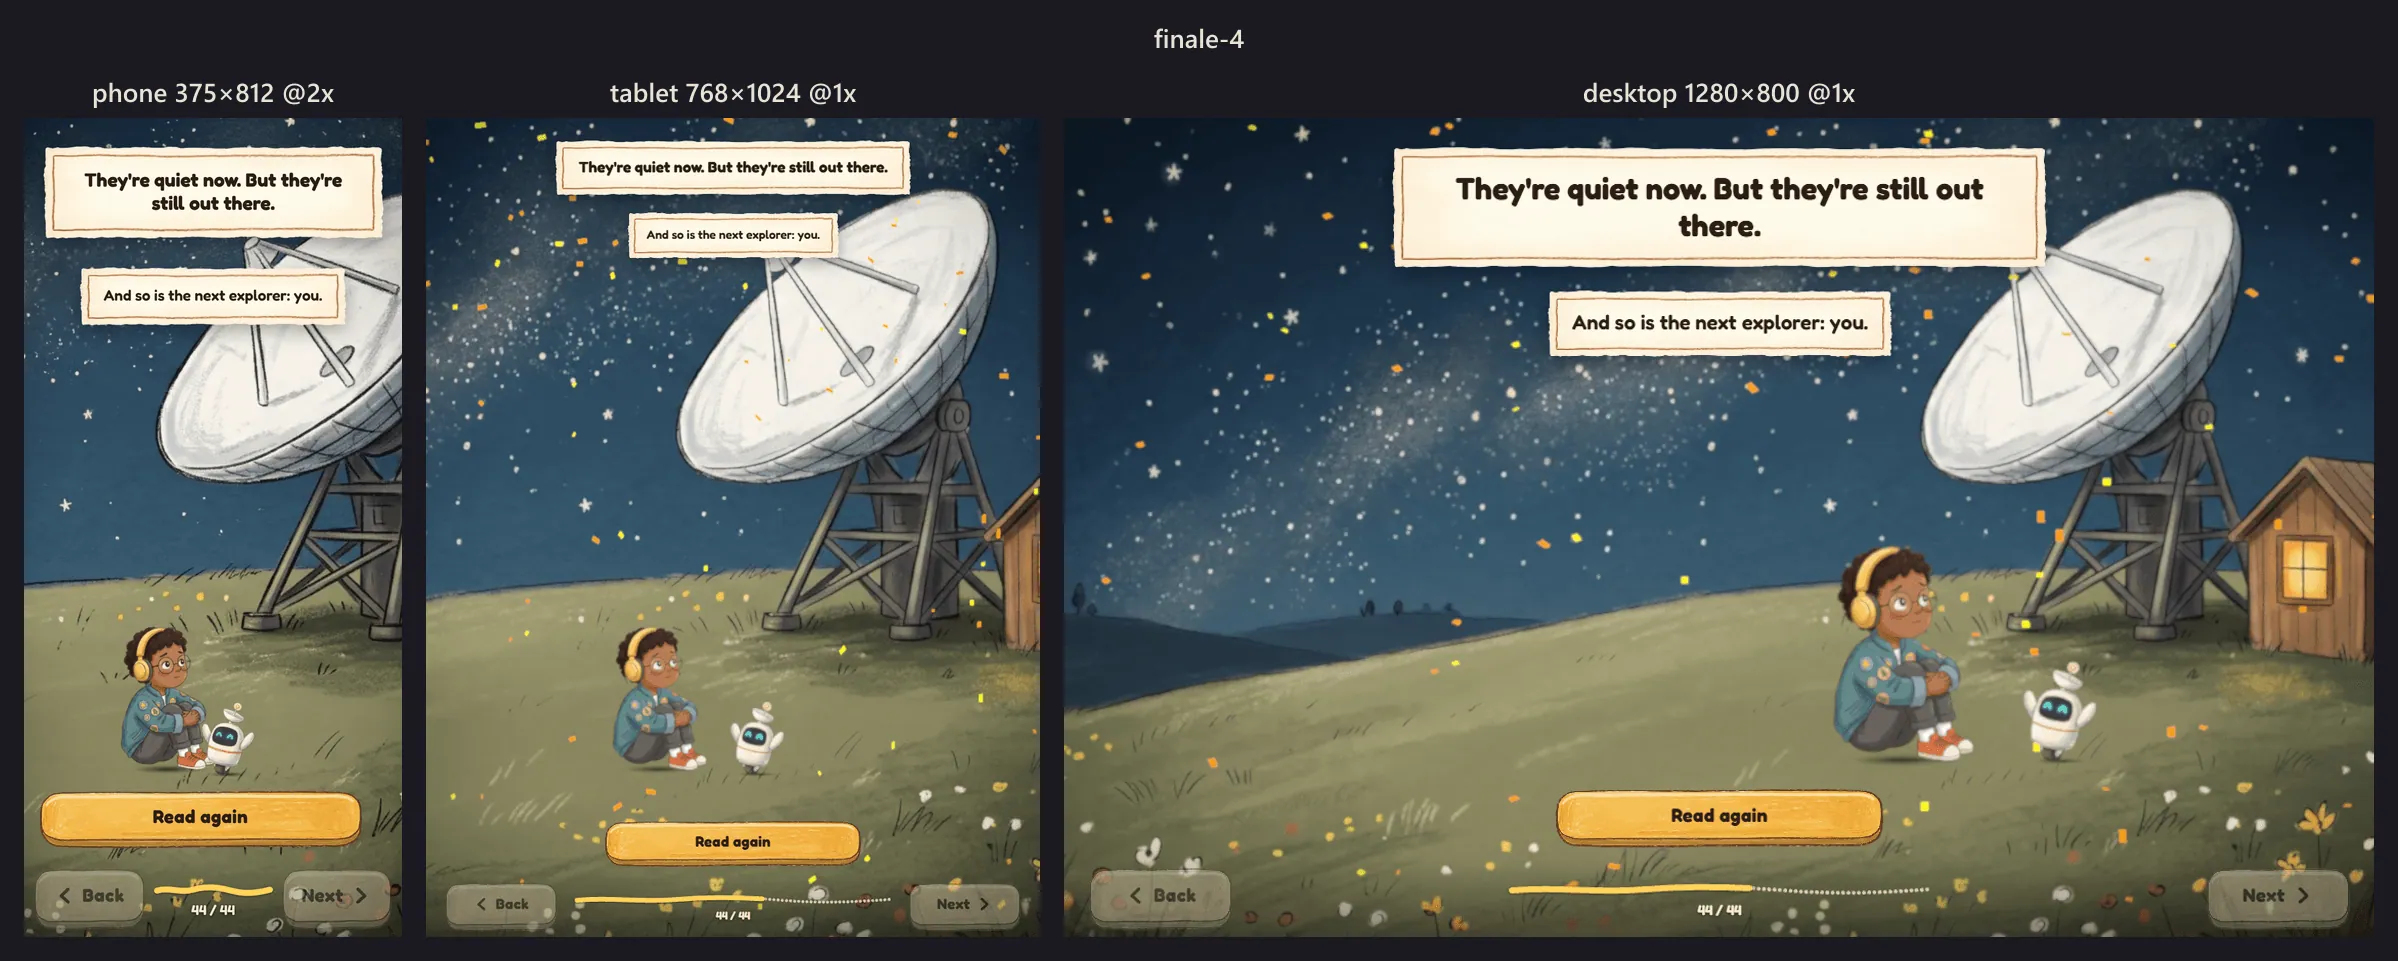 finale-4
phone 375×812 @2x
They're quiet now. But they're
still out there.
And so is the next explorer: you.
Read again
Back
44 / 44
Next
tablet 768×1024 @1x
They're quiet now. But they're still out there.
And so is the next explorer: you.
Read again
Back
44 / 44
Next
desktop 1280×800 @1x
They're quiet now. But they're still out
there.
And so is the next explorer: you.
Read again
Back
44 / 44
Next